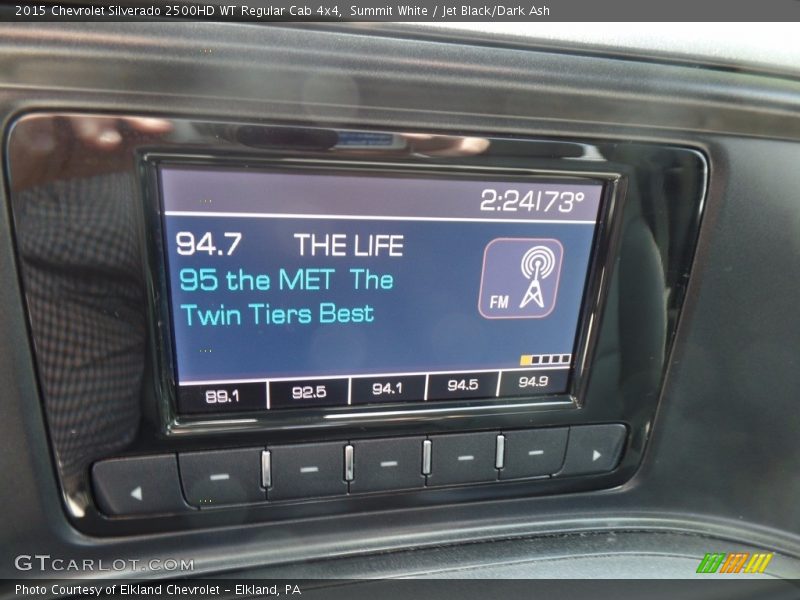 2015 Chevrolet Silverado 2500HD WT Regular Cab 4x4, Summit White / Jet Black/Dark Ash
2:24|73°
94.7 THE LIFE
95 the MET The
Twin Tiers Best
FM
89.1 92.5 94.1 94.5 94.9
GTCARLOT.COM
Photo Courtesy of Elkland Chevrolet - Elkland, PA